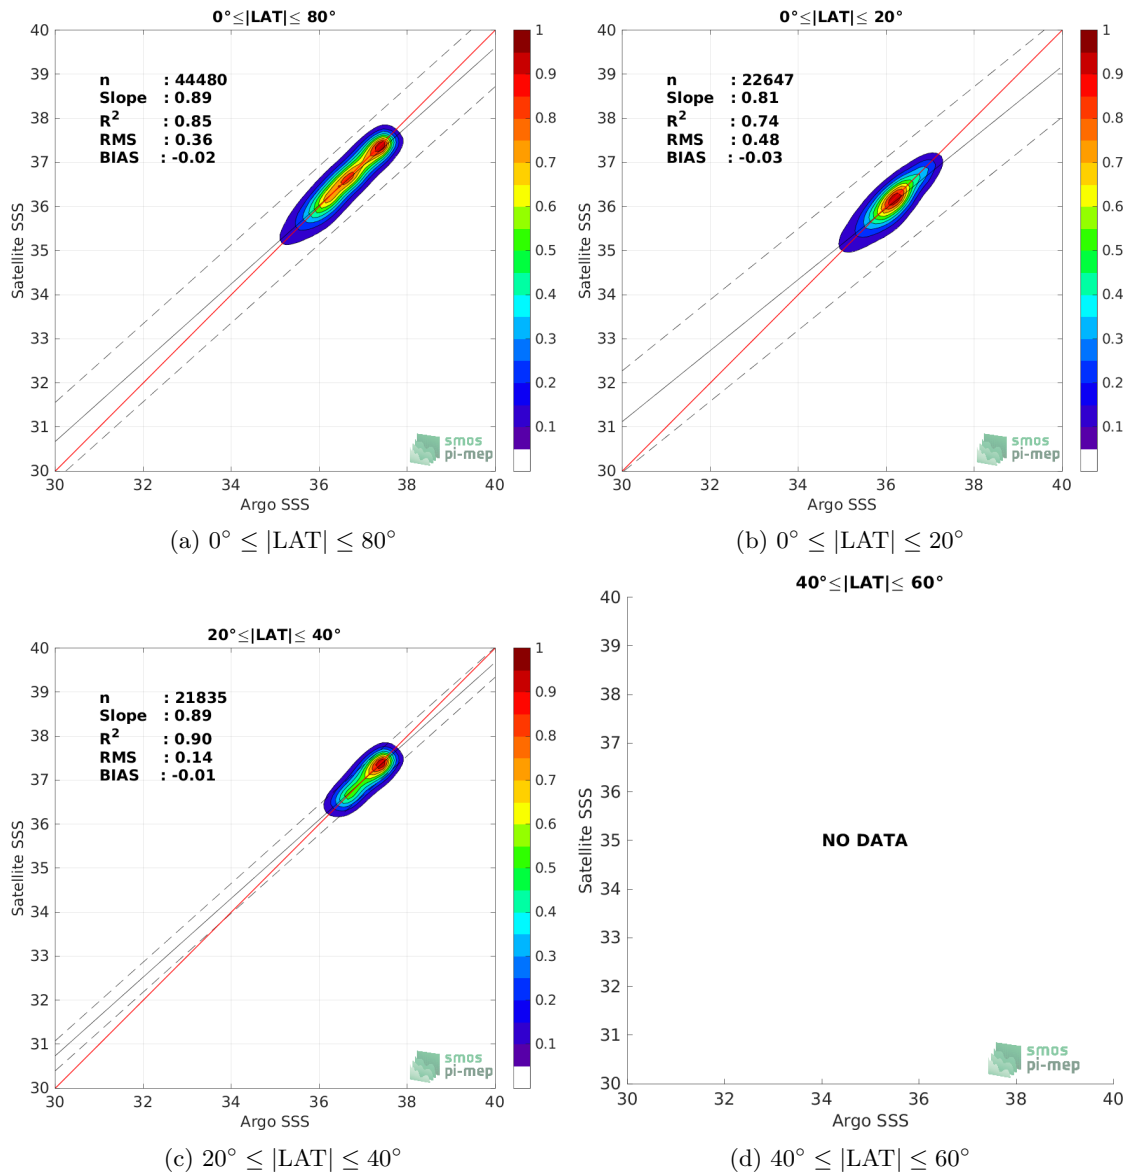 0°≤|LAT|≤ 80°
40
39
38
37
36
35
34
33
32
31
30
Satellite SSS
n : 44480
Slope : 0.89
R² : 0.85
RMS : 0.36
BIAS : -0.02
smos
pi-mep
30 32 34 36 38 40
Argo SSS
1
0.9
0.8
0.7
0.6
0.5
0.4
0.3
0.2
0.1
(a) 0° ≤ |LAT| ≤ 80°
0°≤|LAT|≤ 20°
40
39
38
37
36
35
34
33
32
31
30
Satellite SSS
n : 22647
Slope : 0.81
R² : 0.74
RMS : 0.48
BIAS : -0.03
smos
pi-mep
30 32 34 36 38 40
Argo SSS
1
0.9
0.8
0.7
0.6
0.5
0.4
0.3
0.2
0.1
(b) 0° ≤ |LAT| ≤ 20°
20°≤|LAT|≤ 40°
40
39
38
37
36
35
34
33
32
31
30
Satellite SSS
n : 21835
Slope : 0.89
R² : 0.90
RMS : 0.14
BIAS : -0.01
smos
pi-mep
30 32 34 36 38 40
Argo SSS
1
0.9
0.8
0.7
0.6
0.5
0.4
0.3
0.2
0.1
(c) 20° ≤ |LAT| ≤ 40°
40°≤|LAT|≤ 60°
40
39
38
37
36
35
34
33
32
31
30
Satellite SSS
NO DATA
smos
pi-mep
30 32 34 36 38 40
Argo SSS
(d) 40° ≤ |LAT| ≤ 60°